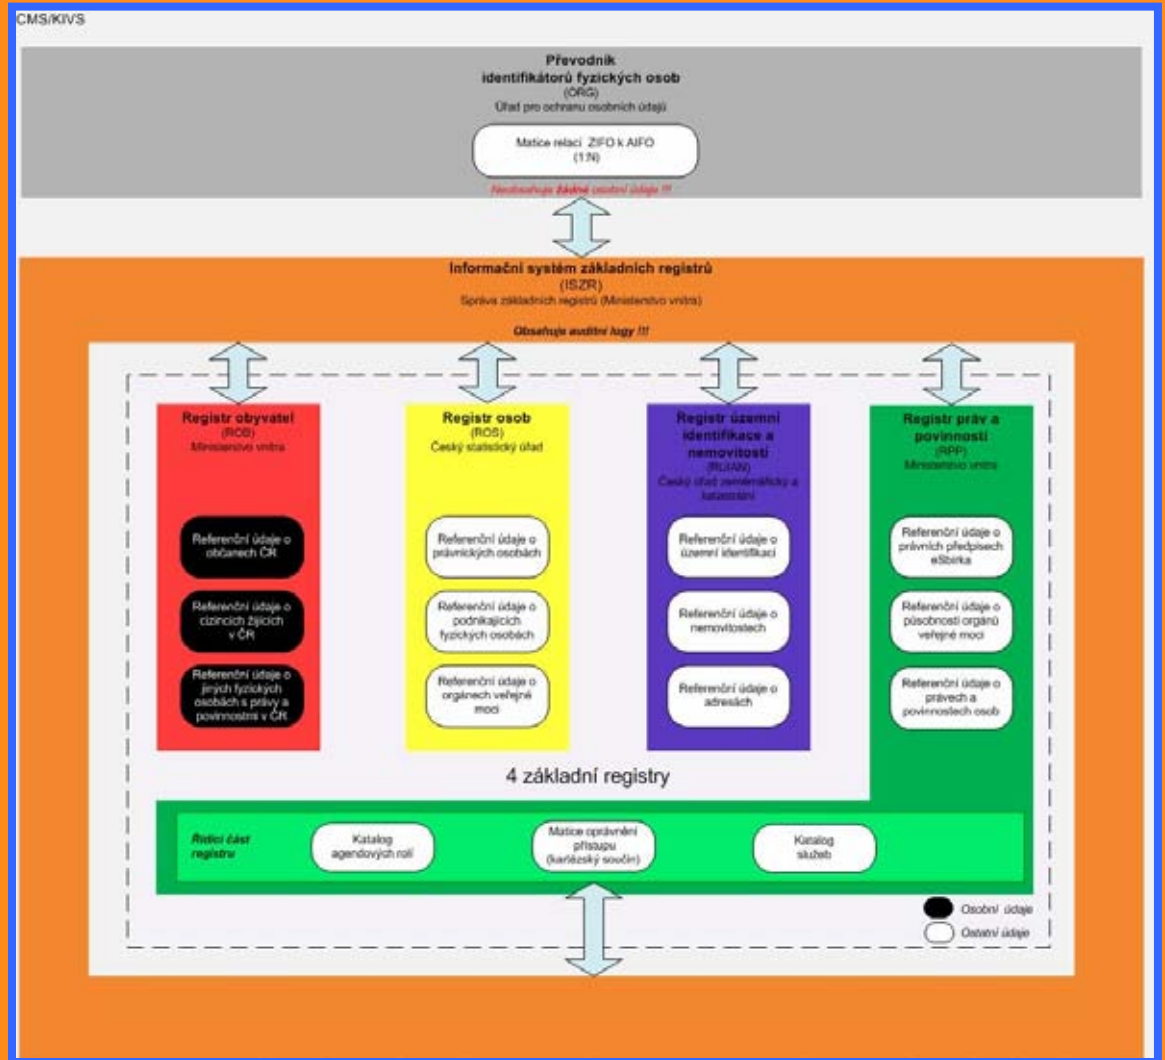 CMS/KIVS
Převodník
identifikátorů fyzických osob
(ORG)
Úřad pro ochranu osobních údajů
Matice relací ZIFO k AIFO
(1:N)
Neobsahuje žádné osobní údaje !!!
Informační systém základních registrů
(ISZR)
Správa základních registrů (Ministerstvo vnitra)
Obsahuje auditní logy !!!
Registr obyvatel
(ROB)
Ministerstvo vnitra
Referenční údaje o
občanech ČR
Referenční údaje o
cizincích žijících
v ČR
Referenční údaje o
jiných fyzických
osobách s právy a
povinnostmi v ČR
Registr osob
(ROS)
Český statistický úřad
Referenční údaje o
právnických osobách
Referenční údaje o
podnikajících
fyzických osobách
Referenční údaje o
orgánech veřejné
moci
Registr územní
identifikace a
nemovitostí
(RUIAN)
Český úřad zeměměřický a
katastrální
Referenční údaje o
územní identifikaci
Referenční údaje o
nemovitostech
Referenční údaje o
adresách
Registr práv a
povinností
(RPP)
Ministerstvo vnitra
Referenční údaje o
právních předpisech
eSbírka
Referenční údaje o
působnosti orgánů
veřejné moci
Referenční údaje o
právech a
povinnostech osob
4 základní registry
Řídící část
registru
Katalog
agendových rolí
Matice oprávnění
přístupu
(kartézský součin)
Katalog
služeb
Osobní údaje
Ostatní údaje